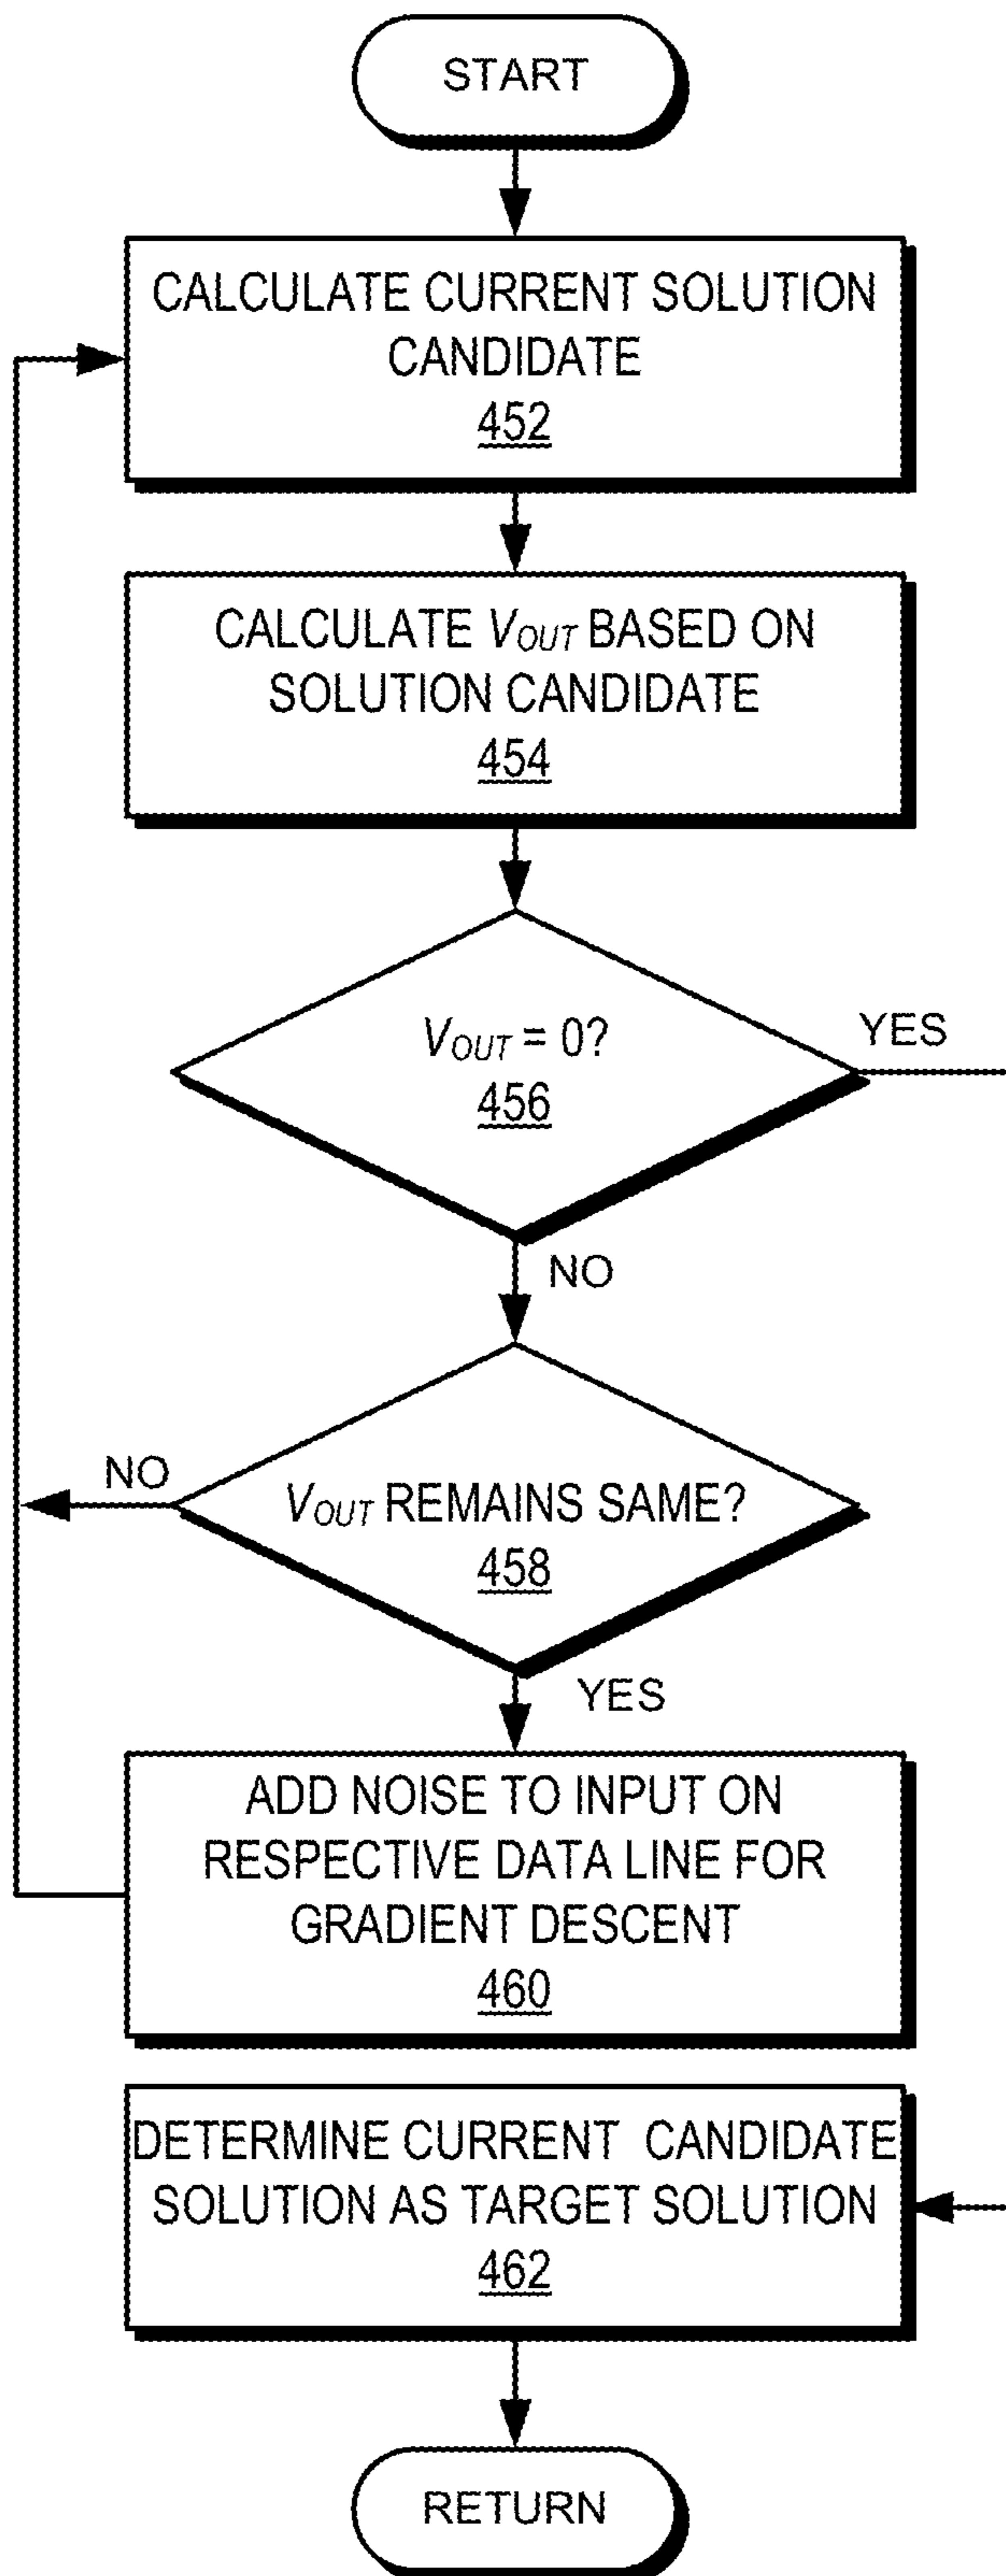 START
CALCULATE CURRENT SOLUTION
CANDIDATE
452
CALCULATE VOUT BASED ON
SOLUTION CANDIDATE
454
VOUT = 0?
456
YES
NO
VOUT REMAINS SAME?
458
NO
YES
ADD NOISE TO INPUT ON
RESPECTIVE DATA LINE FOR
GRADIENT DESCENT
460
DETERMINE CURRENT CANDIDATE
SOLUTION AS TARGET SOLUTION
462
RETURN